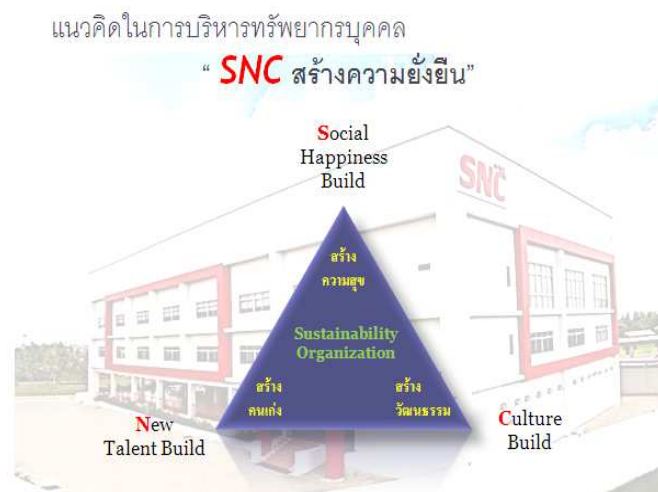 แนวคิดในการบริหารทรัพยากรบุคคล
“ SNC สร้างความยั่งยืน”
Social
Happiness
Build
SNC
สร้าง
ความสุข
Sustainability
Organization
สร้าง
คนเก่ง
สร้าง
วัฒนธรรม
New
Talent Build
Culture
Build